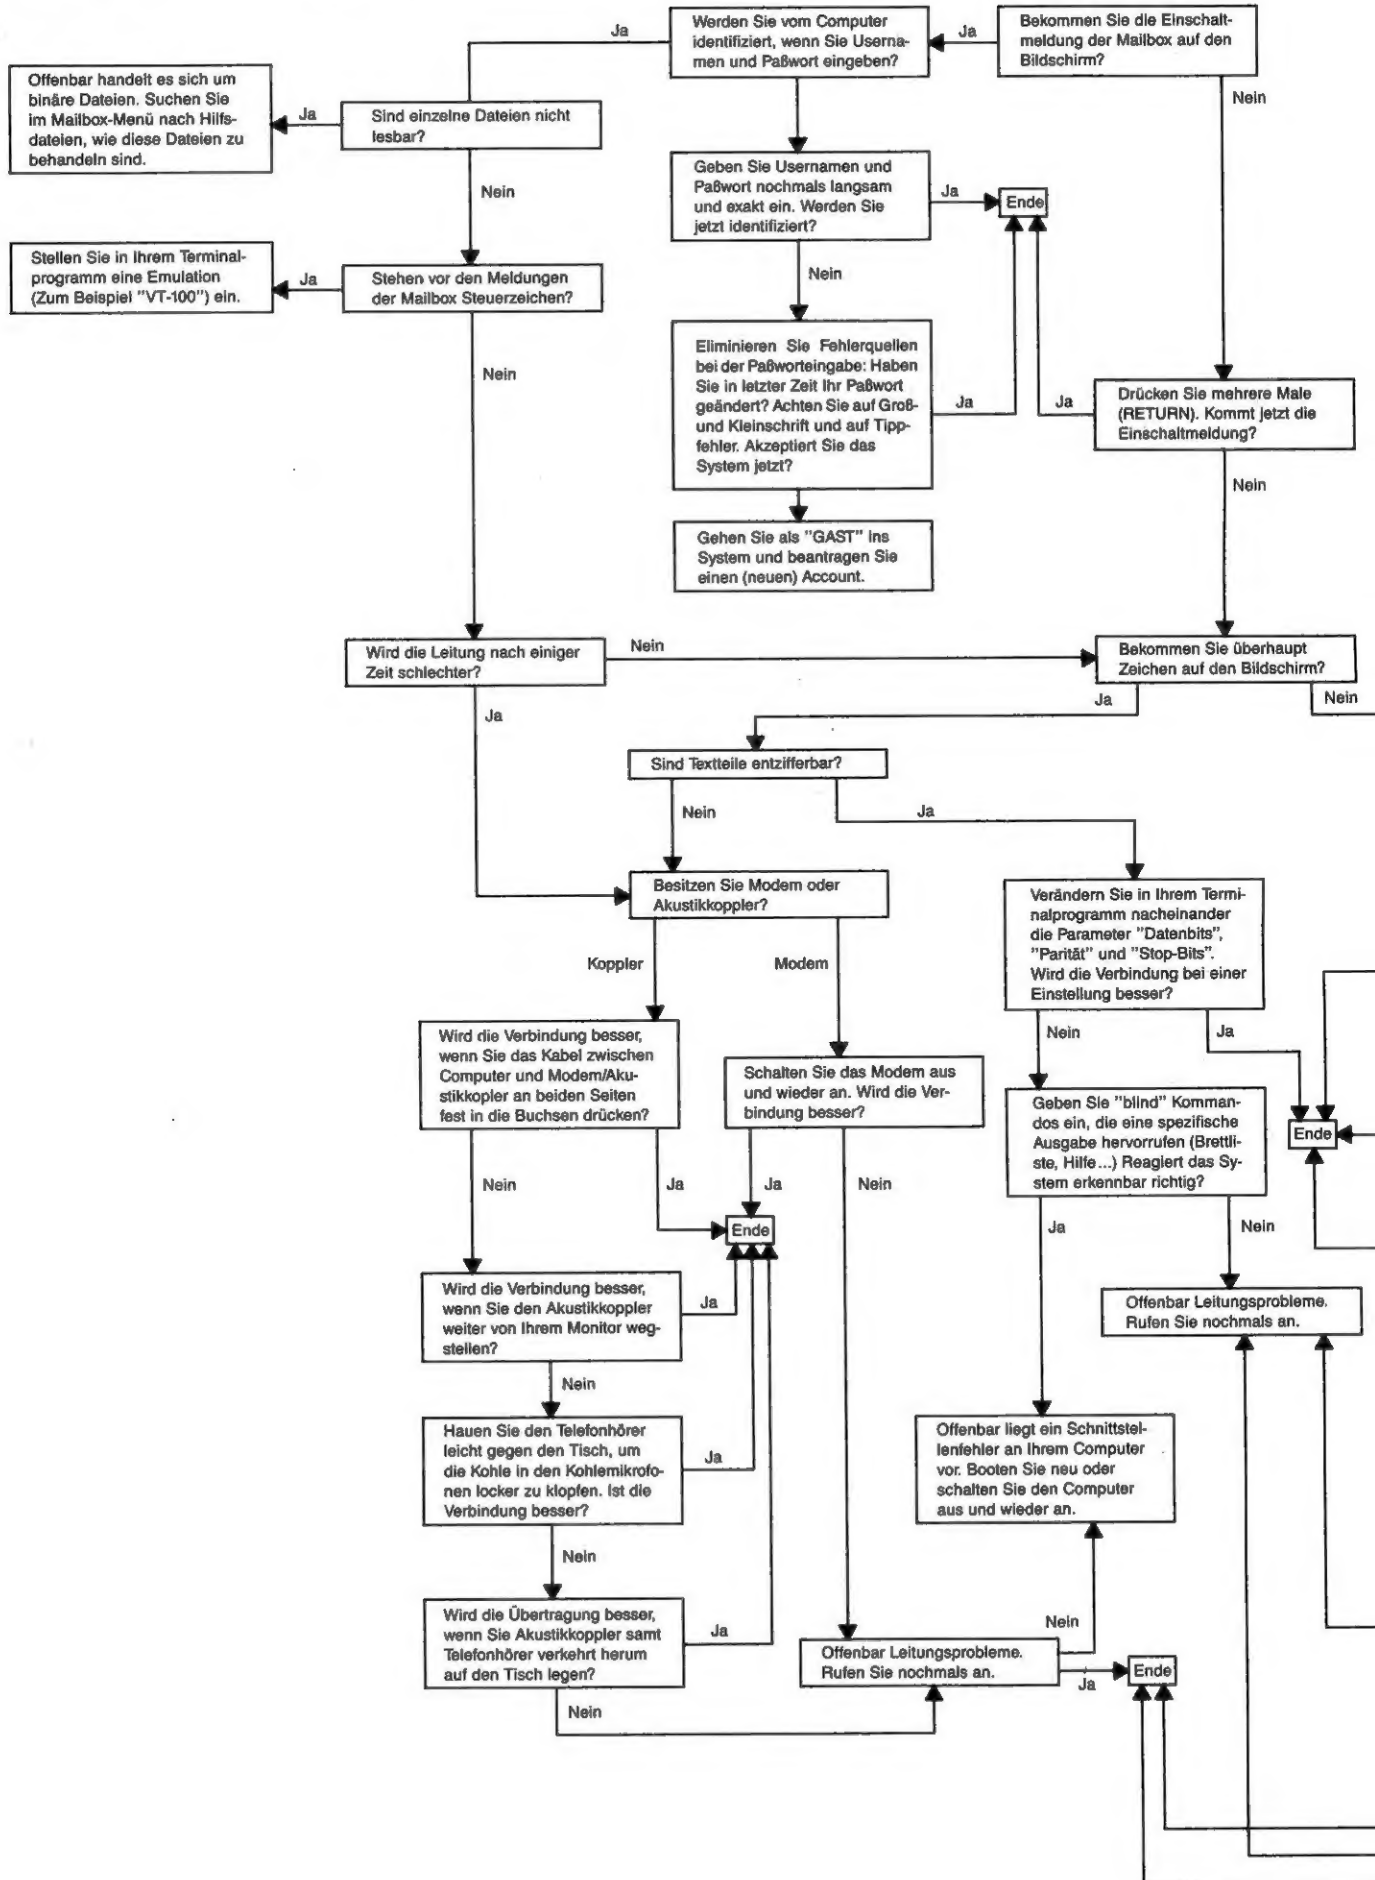 Bekommen Sie die Einschalt-
meldung der Mailbox auf den
Bildschirm?
Ja
Nein
Werden Sie vom Computer
identifiziert, wenn Sie Userna-
men und Paßwort eingeben?
Ja
Sind einzelne Dateien nicht
lesbar?
Ja
Offenbar handelt es sich um
binäre Dateien. Suchen Sie
im Mailbox-Menü nach Hilfs-
dateien, wie diese Dateien zu
behandeln sind.
Nein
Stehen vor den Meldungen
der Mailbox Steuerzeichen?
Ja
Stellen Sie in Ihrem Terminal-
programm eine Emulation
(Zum Beispiel "VT-100") ein.
Nein
Geben Sie Usernamen und
Paßwort nochmals langsam
und exakt ein. Werden Sie
jetzt identifiziert?
Ja
Ende
Nein
Eliminieren Sie Fehlerquellen
bei der Paßworteingabe: Haben
Sie in letzter Zeit Ihr Paßwort
geändert? Achten Sie auf Groß-
und Kleinschrift und auf Tipp-
fehler. Akzeptiert Sie das
System jetzt?
Ja
Ja
Drücken Sie mehrere Male
(RETURN). Kommt jetzt die
Einschaltmeldung?
Nein
Gehen Sie als "GAST" ins
System und beantragen Sie
einen (neuen) Account.
Wird die Leitung nach einiger
Zeit schlechter?
Nein
Ja
Bekommen Sie überhaupt
Zeichen auf den Bildschirm?
Ja
Nein
Sind Textteile entzifferbar?
Nein
Ja
Besitzen Sie Modem oder
Akustikkoppler?
Koppler
Modem
Verändern Sie in Ihrem Termi-
nalprogramm nacheinander
die Parameter "Datenbits",
"Parität" und "Stop-Bits".
Wird die Verbindung bei einer
Einstellung besser?
Nein
Ja
Wird die Verbindung besser,
wenn Sie das Kabel zwischen
Computer und Modem/Aku-
stikkopler an beiden Seiten
fest in die Buchsen drücken?
Nein
Ja
Schalten Sie das Modem aus
und wieder an. Wird die Ver-
bindung besser?
Ja
Nein
Geben Sie "blind" Komman-
dos ein, die eine spezifische
Ausgabe hervorrufen (Brettli-
ste, Hilfe...) Reagiert das Sy-
stem erkennbar richtig?
Ende
Ja
Nein
Ende
Wird die Verbindung besser,
wenn Sie den Akustikkoppler
weiter von Ihrem Monitor weg-
stellen?
Ja
Nein
Offenbar Leitungsprobleme.
Rufen Sie nochmals an.
Hauen Sie den Telefonhörer
leicht gegen den Tisch, um
die Kohle in den Kohlemikrofo-
nen locker zu klopfen. Ist die
Verbindung besser?
Ja
Nein
Offenbar liegt ein Schnittstel-
lenfehler an Ihrem Computer
vor. Booten Sie neu oder
schalten Sie den Computer
aus und wieder an.
Wird die Übertragung besser,
wenn Sie Akustikkoppler samt
Telefonhörer verkehrt herum
auf den Tisch legen?
Ja
Nein
Offenbar Leitungsprobleme.
Rufen Sie nochmals an.
Nein
Ja
Ende